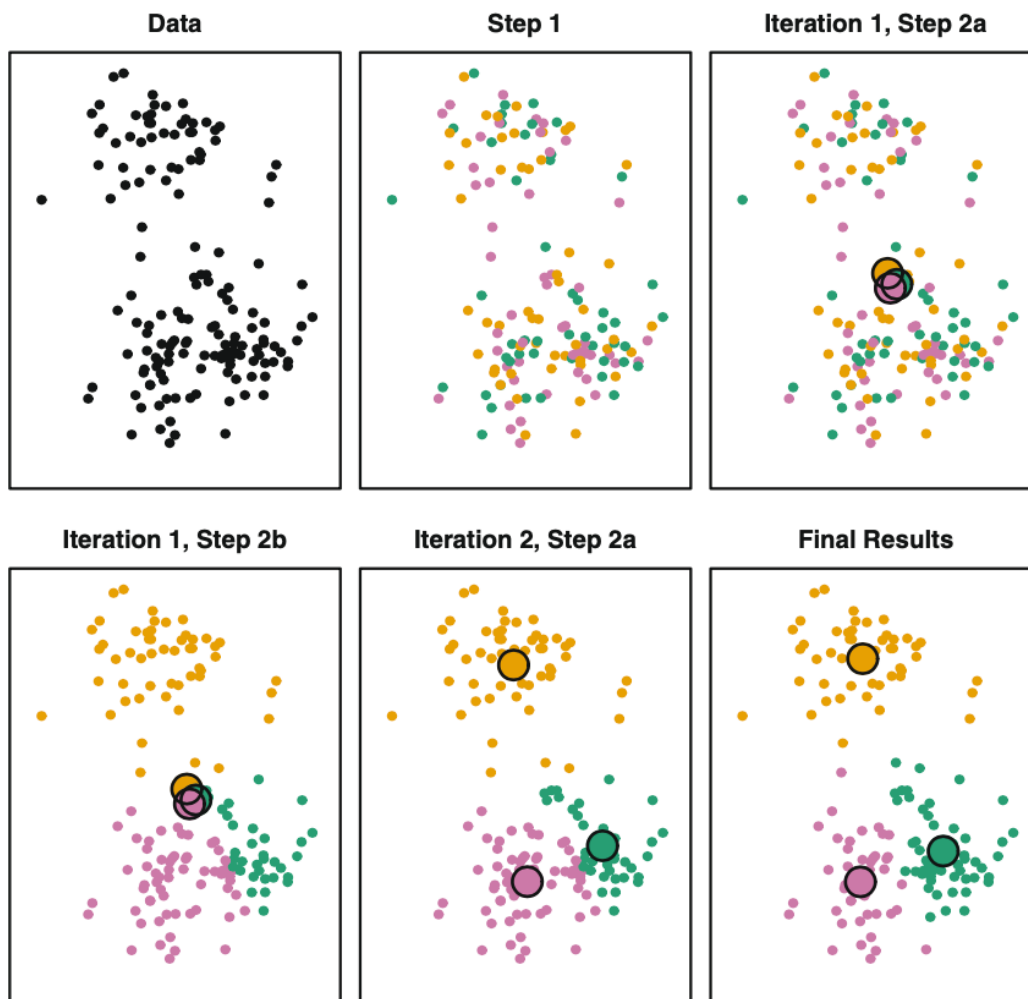 Data
Step 1
Iteration 1, Step 2a
Iteration 1, Step 2b
Iteration 2, Step 2a
Final Results